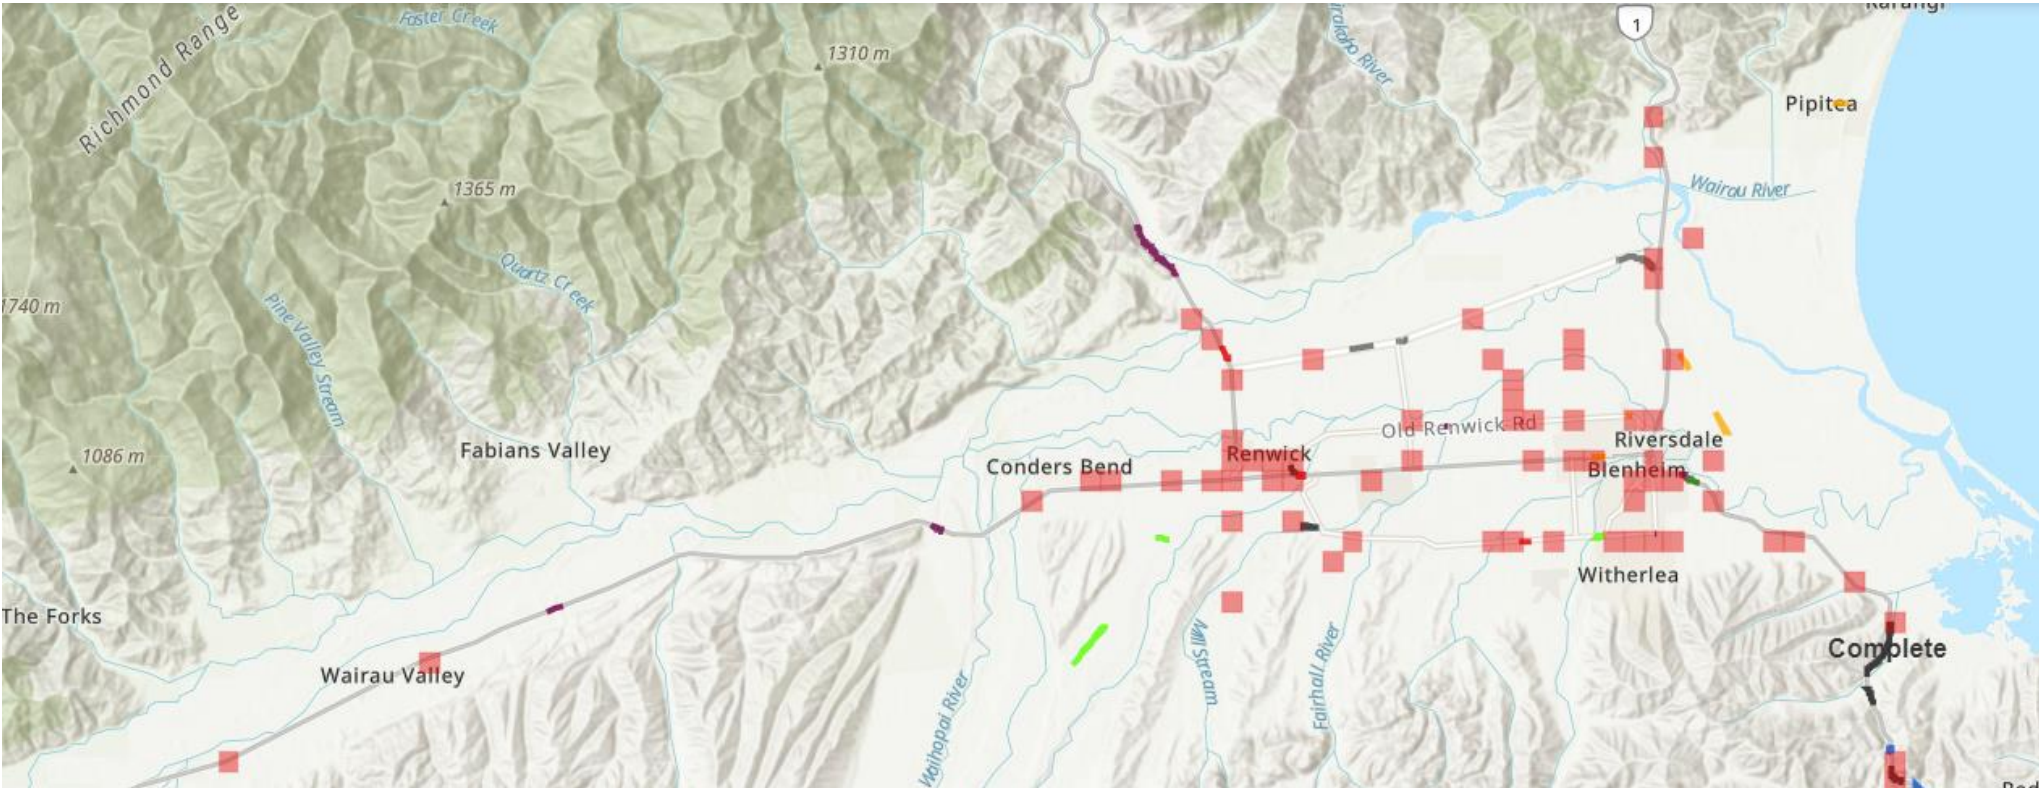 Richmond Range
Foster Creek
1310 m
1
Pipitea
1365 m
Wairau River
Quartz Creek
1740 m
Pine Valley Stream
Old Renwick Rd
Riversdale
1086 m
Fabians Valley
Conders Bend
Renwick
Blenheim
Witherlea
The Forks
Wairau Valley
Waihopai River
Mill Stream
Fairhall River
Complete